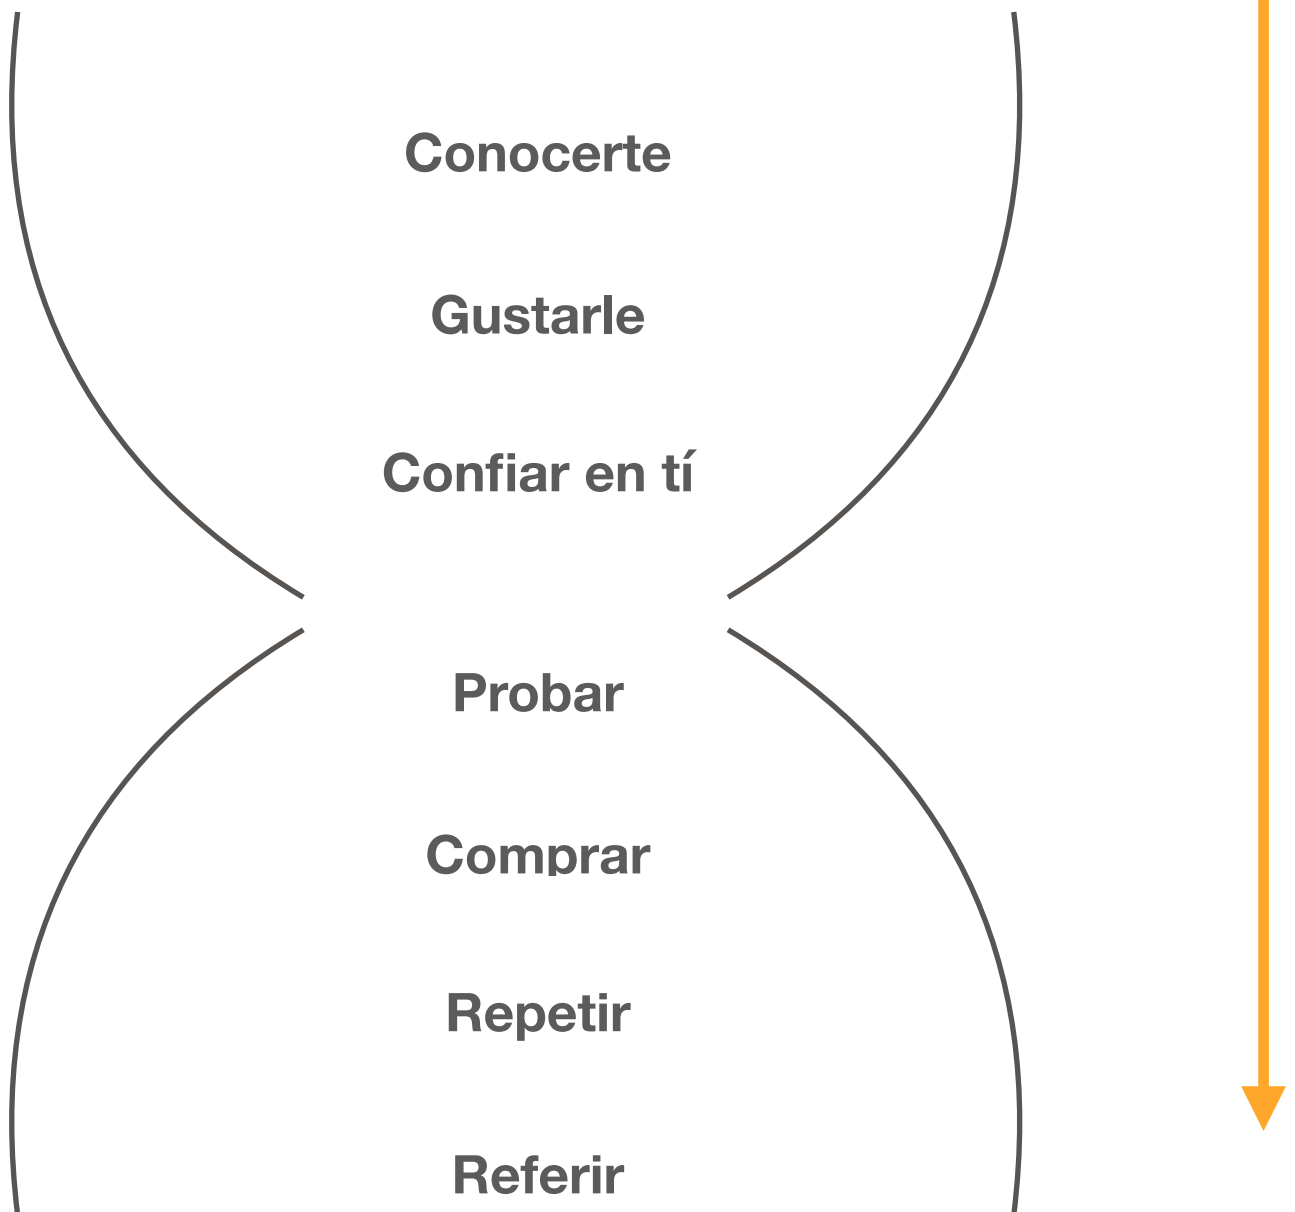 Conocerte
Gustarle
Confiar en tí
Probar
Comprar
Repetir
Referir